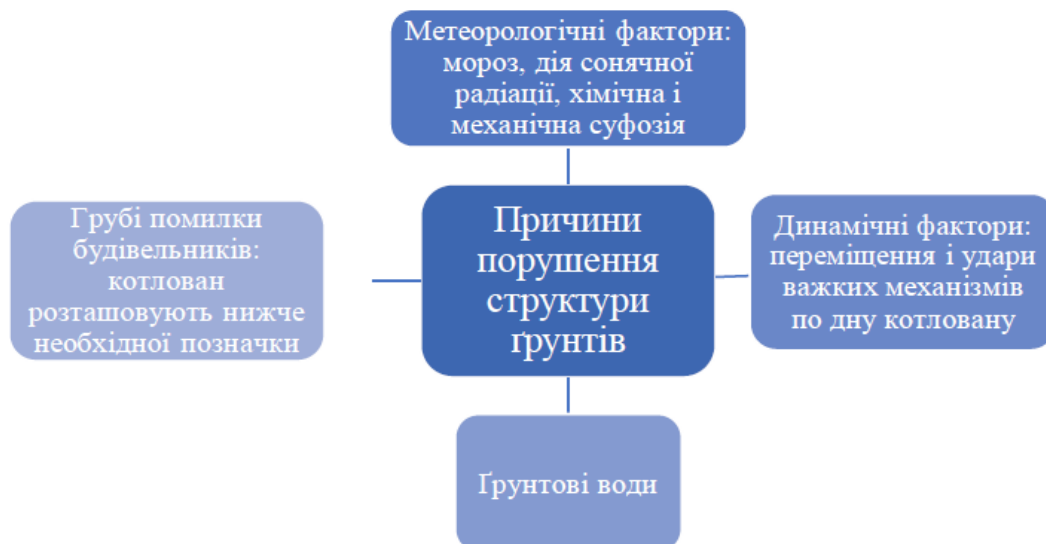 Метеорологічні фактори:
мороз, дія сонячної
радіації, хімічна і
механічна суфозія
Грубі помилки
будівельників:
котлован
розташовують нижче
необхідної позначки
Причини
порушення
структури
ґрунтів
Динамічні фактори:
переміщення і удари
важких механізмів
по дну котловану
Ґрунтові води